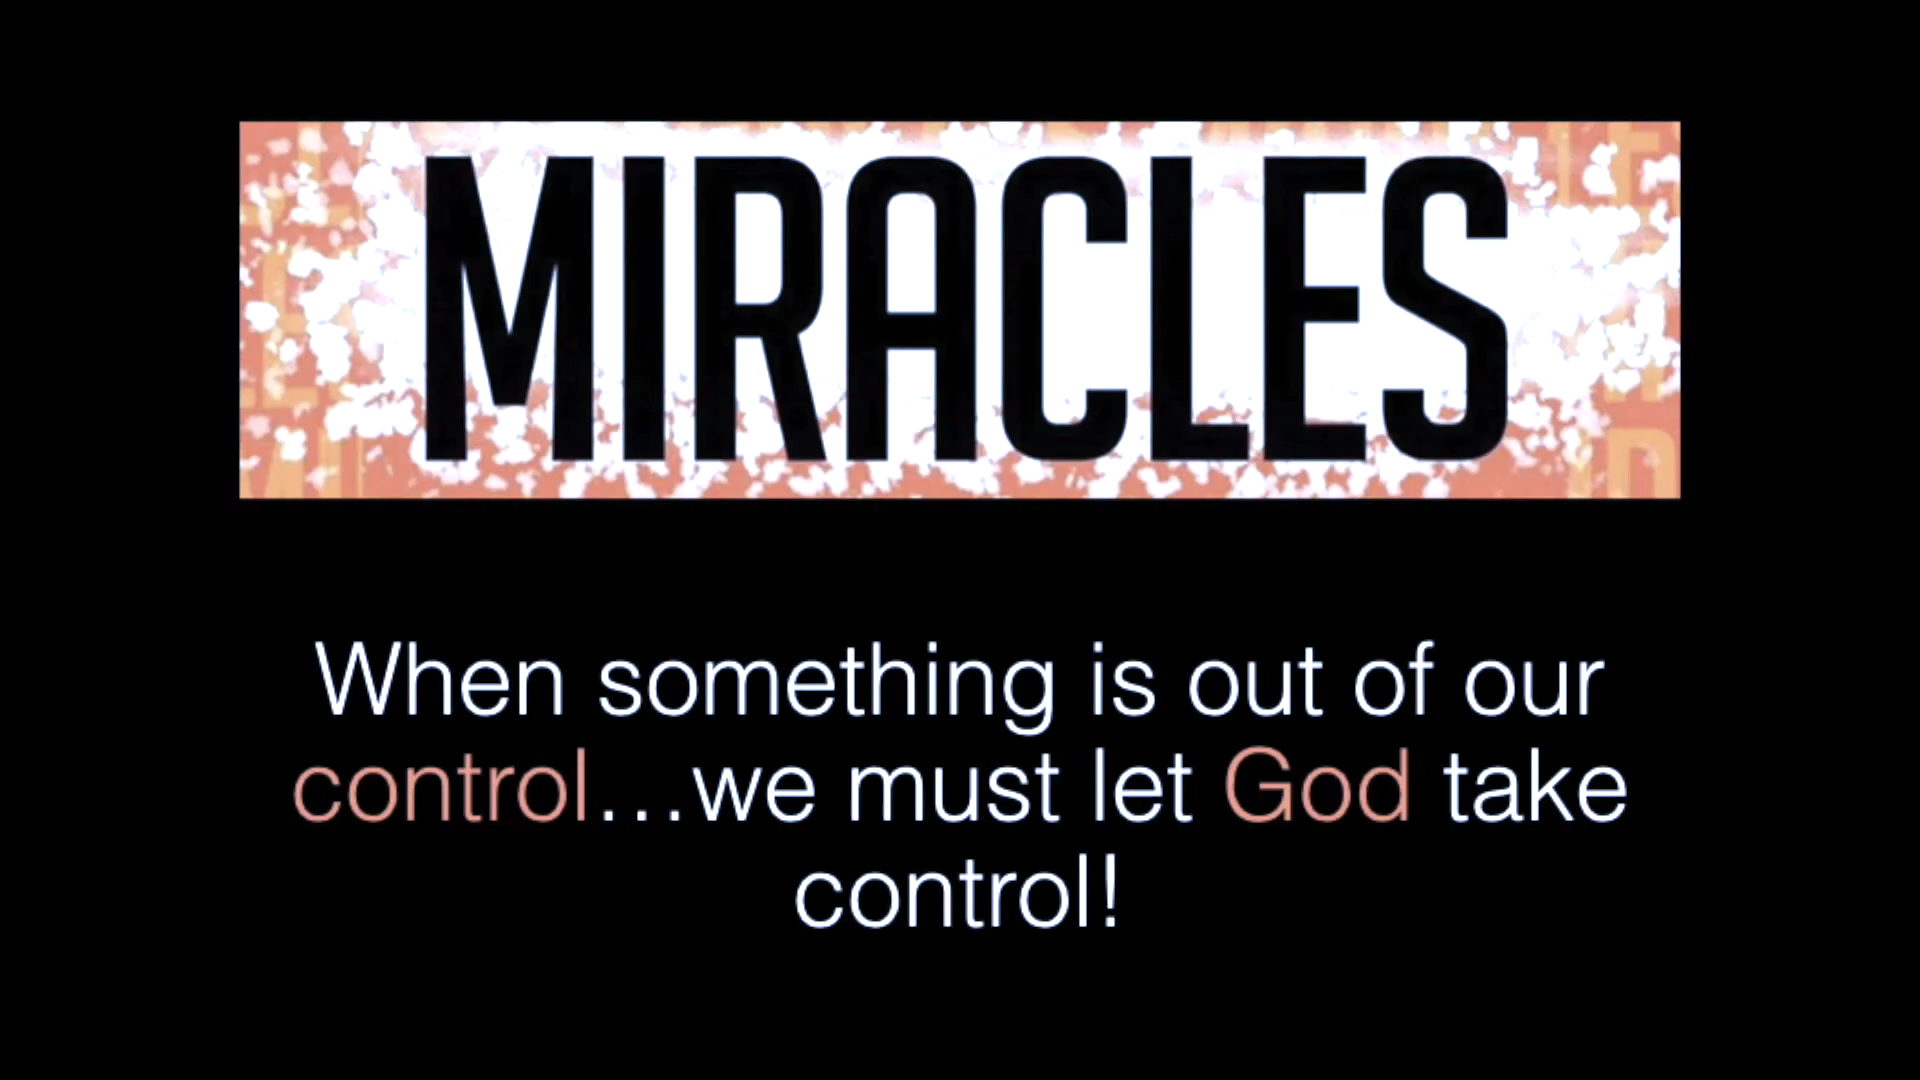 MIRACLES
When something is out of our
control...we must let God take
control!